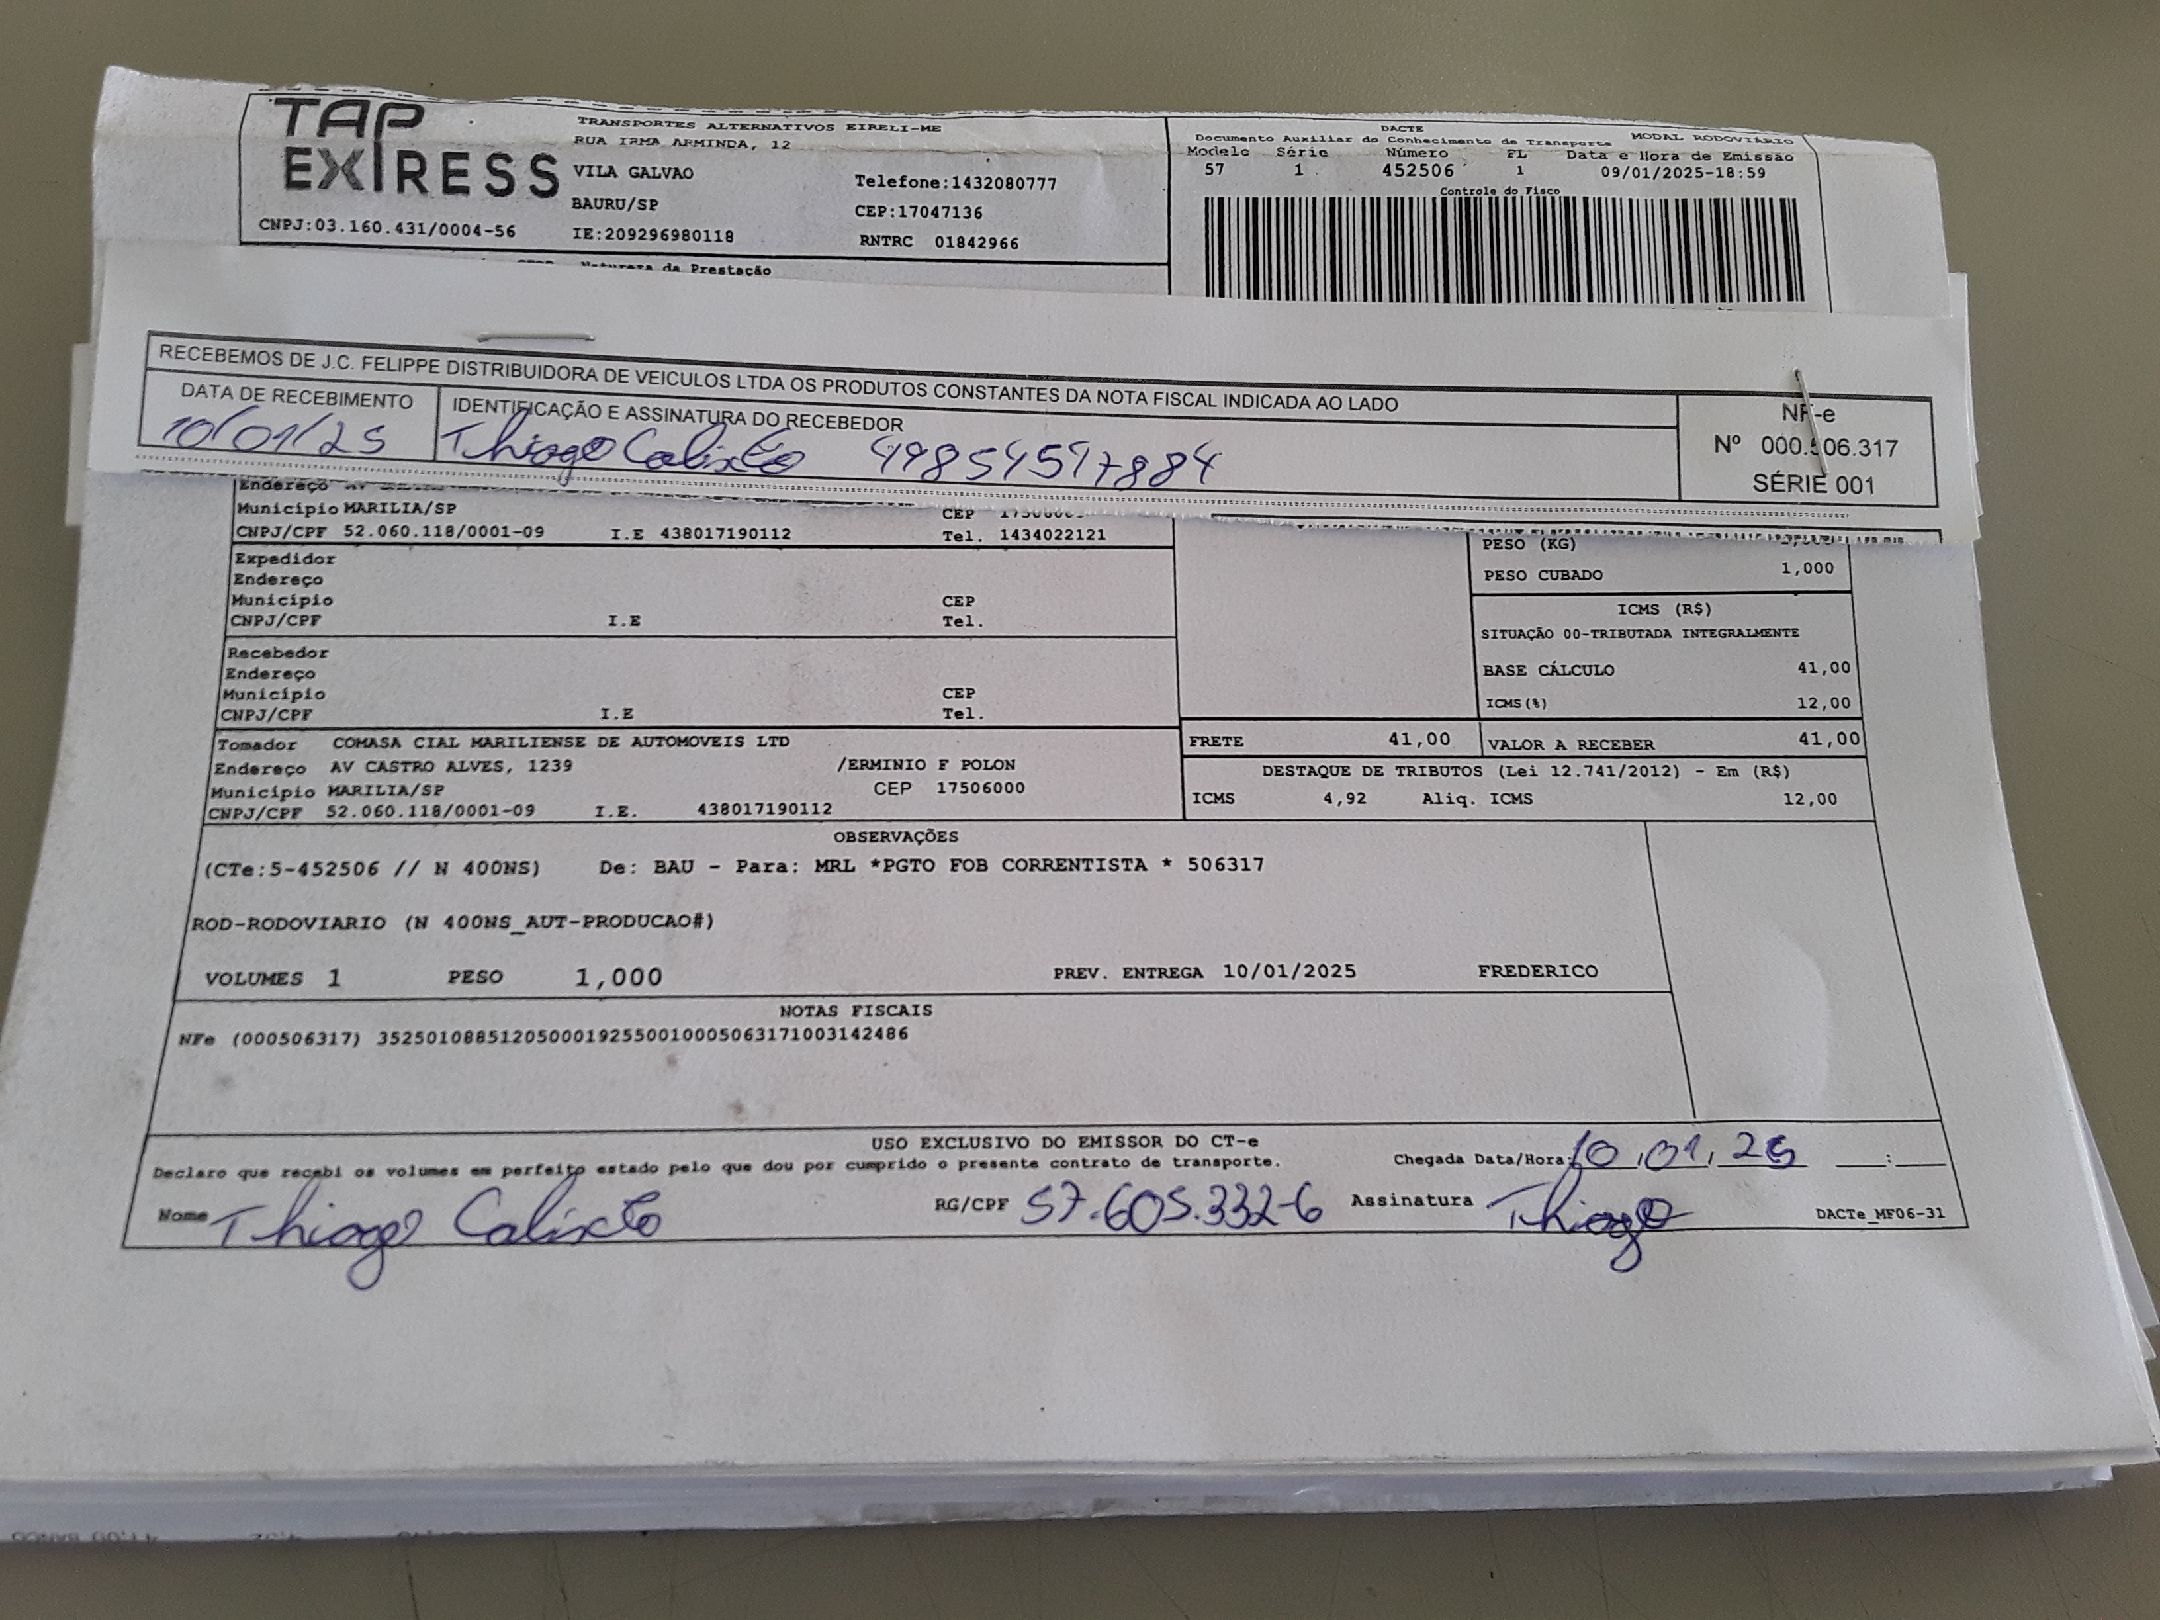 TAP
EXPRESS
TRANSPORTES ALTERNATIVOS EIRELI-ME
RUA IRMA ARMINDA, 12
VILA GALVAO Telefone:1432080777
BAURU/SP CEP:17047136
CNPJ:03.160.431/0004-56 IE:209296980118 RNTRC 01842966
DACTE
Documento Auxiliar do Conhecimento de Transporte MODAL RODOVIÁRIO
Modelo Série Número FL Data e Hora de Emissão
57 1 452506 1 09/01/2025-18:59
Controle do Fisco
Natureza da Prestação
RECEBEMOS DE J.C. FELIPPE DISTRIBUIDORA DE VEICULOS LTDA OS PRODUTOS CONSTANTES DA NOTA FISCAL INDICADA AO LADO
DATA DE RECEBIMENTO IDENTIFICAÇÃO E ASSINATURA DO RECEBEDOR
10/01/25 Thiago Calixto 49854517884
NF-e
Nº 000.506.317
SÉRIE 001
Endereço AV
Município MARILIA/SP CEP
CNPJ/CPF 52.060.118/0001-09 I.E 438017190112 Tel. 1434022121
Expedidor
Endereço
Município CEP
CNPJ/CPF I.E Tel.
Recebedor
Endereço
Município CEP
CNPJ/CPF I.E Tel.
PESO (KG)
PESO CUBADO 1,000
ICMS (R$)
SITUAÇÃO 00-TRIBUTADA INTEGRALMENTE
BASE CÁLCULO 41,00
ICMS(%) 12,00
FRETE 41,00 VALOR A RECEBER 41,00
Tomador COMASA CIAL MARILIENSE DE AUTOMOVEIS LTD
Endereço AV CASTRO ALVES, 1239 /ERMINIO F POLON
Município MARILIA/SP CEP 17506000
CNPJ/CPF 52.060.118/0001-09 I.E. 438017190112
DESTAQUE DE TRIBUTOS (Lei 12.741/2012) - Em (R$)
ICMS 4,92 Aliq. ICMS 12,00
OBSERVAÇÕES
(CTe:5-452506 // N 400NS) De: BAU - Para: MRL *PGTO FOB CORRENTISTA * 506317
ROD-RODOVIARIO (N 400NS_AUT-PRODUCAO#)
VOLUMES 1 PESO 1,000 PREV. ENTREGA 10/01/2025 FREDERICO
NOTAS FISCAIS
NFe (000506317) 35250108851205000192550010005063171003142486
USO EXCLUSIVO DO EMISSOR DO CT-e
Declaro que recebi os volumes em perfeito estado pelo que dou por cumprido o presente contrato de transporte. Chegada Data/Hora: 10,01,25 :
Nome Thiago Calixto RG/CPF 57.605.332-6 Assinatura Thiago DACTe_MF06-31